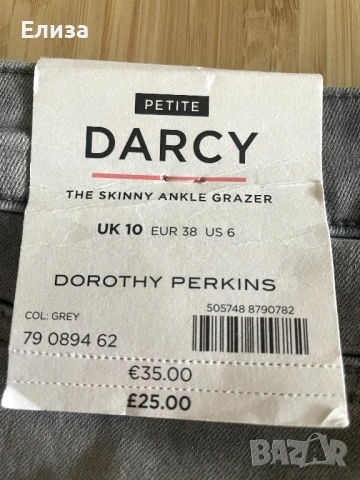 Елиза
PETITE
DARCY
THE SKINNY ANKLE GRAZER
UK 10 EUR 38 US 6
DOROTHY PERKINS
505748 8790782
COL: GREY
79 0894 62
€35.00
£25.00
BAZAR